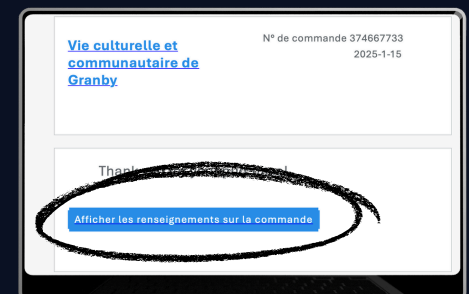 Vie culturelle et
communautaire de
Granby
N° de commande 374667733
2025-1-15
Afficher les renseignements sur la commande